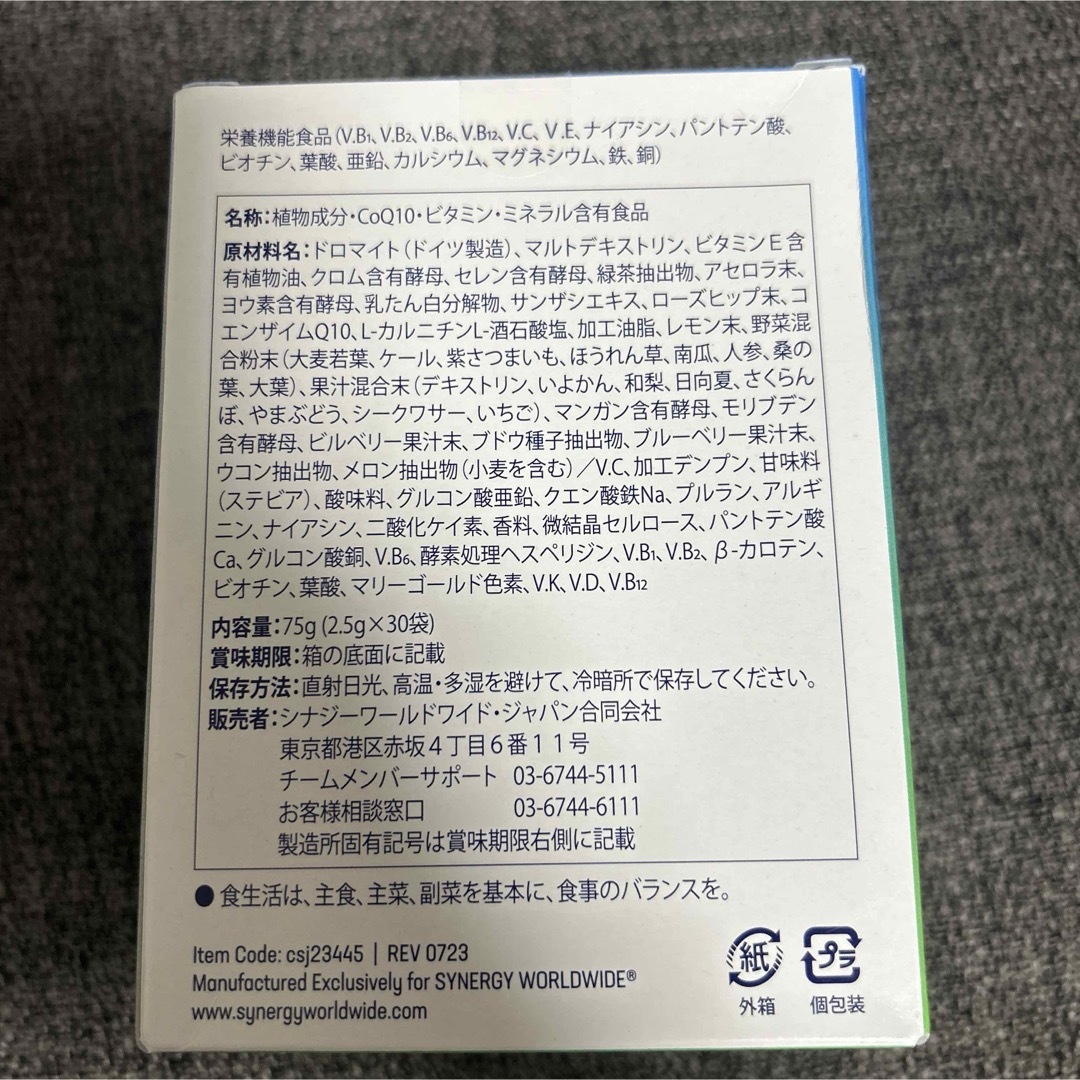 栄養機能食品(V.B1、V.B2、V.B6、V.B12、V.C、V.E、ナイアシン、パントテン酸、
ビオチン、葉酸、亜鉛、カルシウム、マグネシウム、鉄、銅)
名称：植物成分・CoQ10・ビタミン・ミネラル含有食品
原材料名：ドロマイト(ドイツ製造)、マルトデキストリン、ビタミンE含
有植物油、クロム含有酵母、セレン含有酵母、緑茶抽出物、アセロラ末、
ヨウ素含有酵母、乳たん白分解物、サンザシエキス、ローズヒップ末、コ
エンザイムQ10、L-カルニチンL-酒石酸塩、加工油脂、レモン末、野菜混
合粉末(大麦若葉、ケール、紫さつまいも、ほうれん草、南瓜、人参、桑の
葉、大葉)、果汁混合末(デキストリン、いよかん、和梨、日向夏、さくらん
ぼ、やまぶどう、シークワサー、いちご)、マンガン含有酵母、モリブデン
含有酵母、ビルベリー果汁末、ブドウ種子抽出物、ブルーベリー果汁末、
ウコン抽出物、メロン抽出物(小麦を含む)／V.C、加工デンプン、甘味料
(ステビア)、酸味料、グルコン酸亜鉛、クエン酸鉄Na、プルラン、アルギ
ニン、ナイアシン、二酸化ケイ素、香料、微結晶セルロース、パントテン酸
Ca、グルコン酸銅、V.B6、酵素処理ヘスペリジン、V.B1、V.B2、β-カロテン、
ビオチン、葉酸、マリーゴールド色素、V.K、V.D、V.B12
内容量：75g (2.5g×30袋)
賞味期限：箱の底面に記載
保存方法：直射日光、高温・多湿を避けて、冷暗所で保存してください。
販売者：シナジーワールドワイド・ジャパン合同会社
東京都港区赤坂4丁目6番11号
チームメンバーサポート 03-6744-5111
お客様相談窓口 03-6744-6111
製造所固有記号は賞味期限右側に記載
●食生活は、主食、主菜、副菜を基本に、食事のバランスを。
Item Code: csj23445 | REV 0723
Manufactured Exclusively for SYNERGY WORLDWIDE®
www.synergyworldwide.com
紙
外箱
プラ
個包装